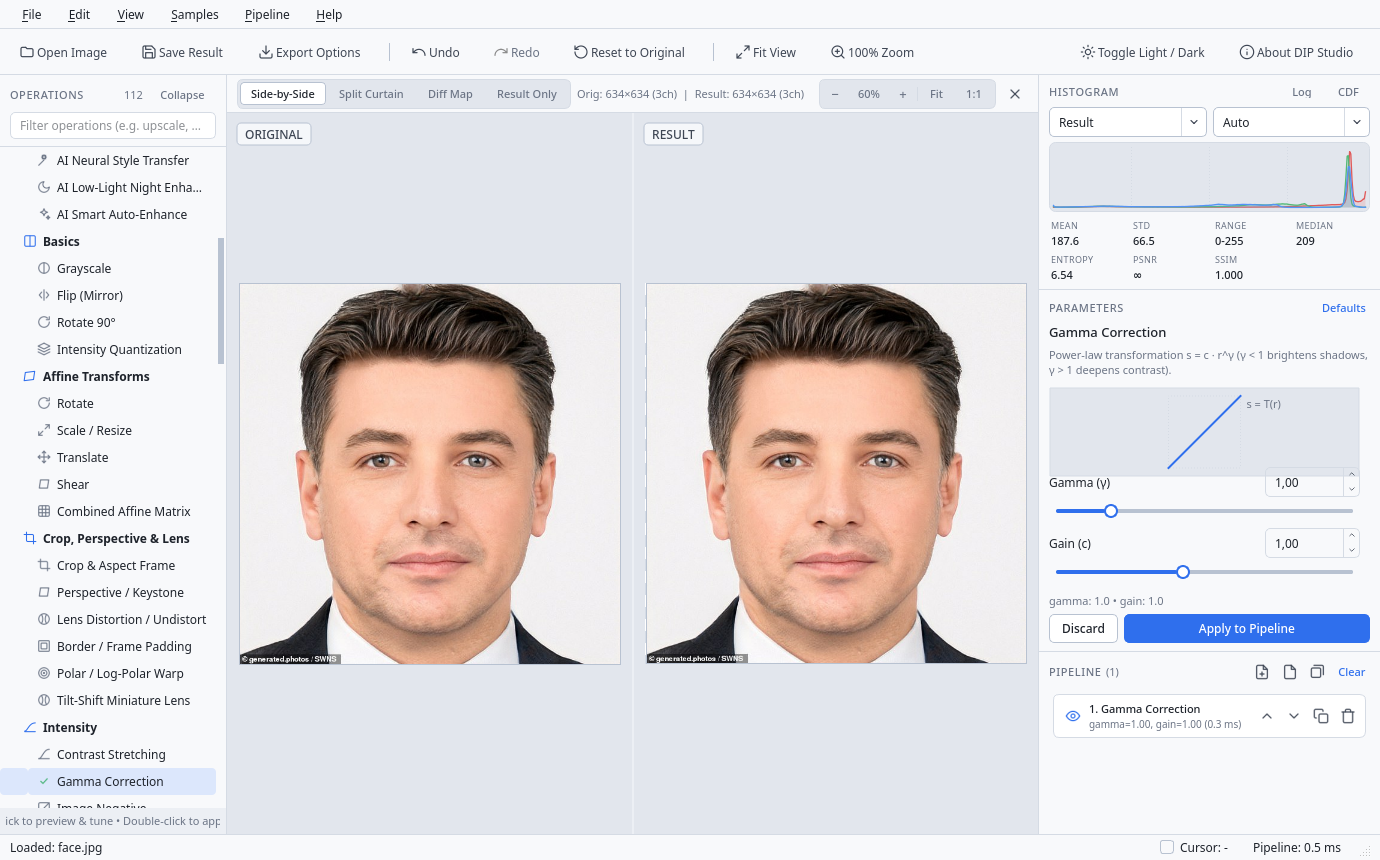 File Edit View Samples Pipeline Help
Open Image Save Result Export Options Undo Redo Reset to Original Fit View 100% Zoom Toggle Light / Dark About DIP Studio
OPERATIONS 112 Collapse
Filter operations (e.g. upscale, ...
AI Neural Style Transfer
AI Low-Light Night Enha...
AI Smart Auto-Enhance
Basics
Grayscale
Flip (Mirror)
Rotate 90°
Intensity Quantization
Affine Transforms
Rotate
Scale / Resize
Translate
Shear
Combined Affine Matrix
Crop, Perspective & Lens
Crop & Aspect Frame
Perspective / Keystone
Lens Distortion / Undistort
Border / Frame Padding
Polar / Log-Polar Warp
Tilt-Shift Miniature Lens
Intensity
Contrast Stretching
Gamma Correction
Image Negative
ick to preview & tune • Double-click to app
Side-by-Side Split Curtain Diff Map Result Only Orig: 634×634 (3ch) | Result: 634×634 (3ch) − 60% + Fit 1:1
ORIGINAL
© generated.photos / SWNS
RESULT
© generated.photos / SWNS
HISTOGRAM Log CDF
Result Auto
MEAN STD RANGE MEDIAN
187.6 66.5 0-255 209
ENTROPY PSNR SSIM
6.54 ∞ 1.000
PARAMETERS Defaults
Gamma Correction
Power-law transformation s = c · r^γ (γ < 1 brightens shadows,
γ > 1 deepens contrast).
s = T(r)
Gamma (γ) 1,00
Gain (c) 1,00
gamma: 1.0 • gain: 1.0
Discard Apply to Pipeline
PIPELINE (1) Clear
1. Gamma Correction
gamma=1.00, gain=1.00 (0.3 ms)
Loaded: face.jpg Cursor: - Pipeline: 0.5 ms